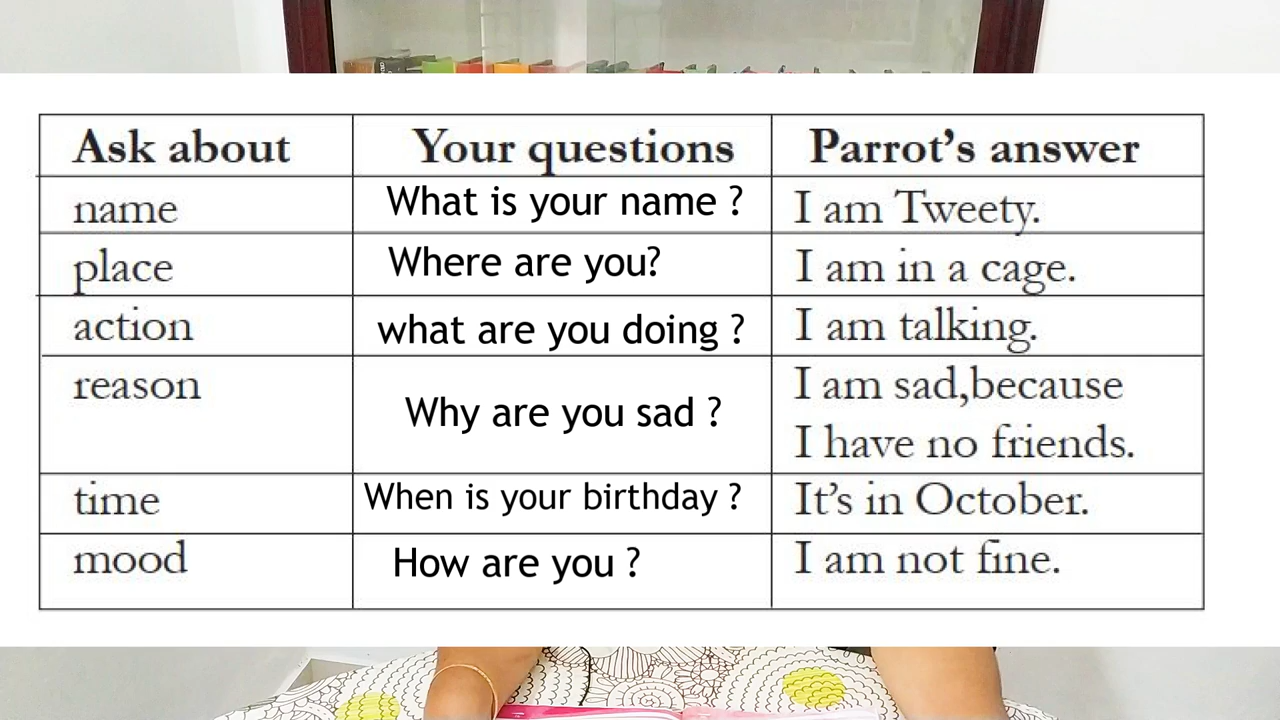 Ask about Your questions Parrot's answer
name What is your name ? I am Tweety.
place Where are you? I am in a cage.
action what are you doing ? I am talking.
reason Why are you sad ? I am sad,because
I have no friends.
time When is your birthday ? It's in October.
mood How are you ? I am not fine.